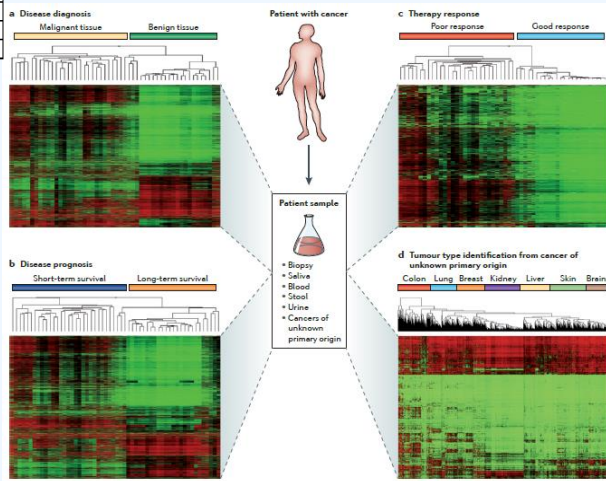 a Disease diagnosis
Malignant tissue
Benign tissue
Patient with cancer
c Therapy response
Poor response
Good response
Patient sample
• Biopsy
• Saliva
• Blood
• Stool
• Urine
• Cancers of
unknown
primary origin
b Disease prognosis
Short-term survival
Long-term survival
d Tumour type identification from cancer of
unknown primary origin
Colon
Lung
Breast
Kidney
Liver
Skin
Brain